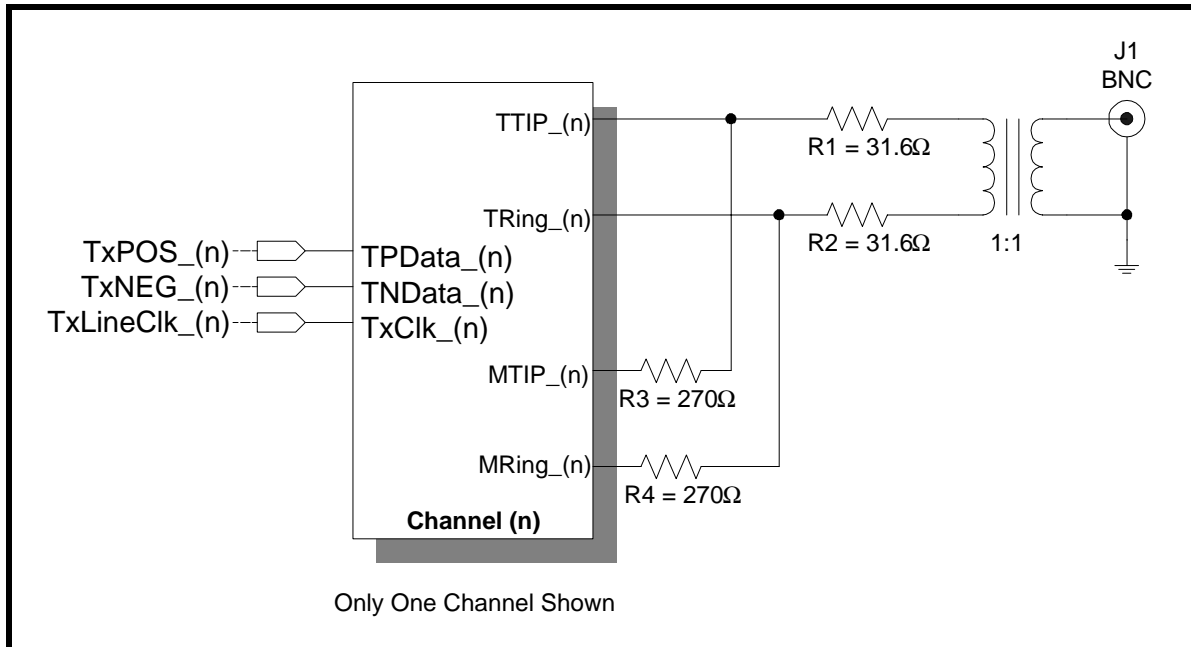 J1
BNC
TTIP_(n)
R1 = 31.6Ω
TRing_(n)
R2 = 31.6Ω
1:1
TxPOS_(n)
TPData_(n)
TxNEG_(n)
TNData_(n)
TxLineClk_(n)
TxClk_(n)
MTIP_(n)
R3 = 270Ω
MRing_(n)
R4 = 270Ω
Channel (n)
Only One Channel Shown